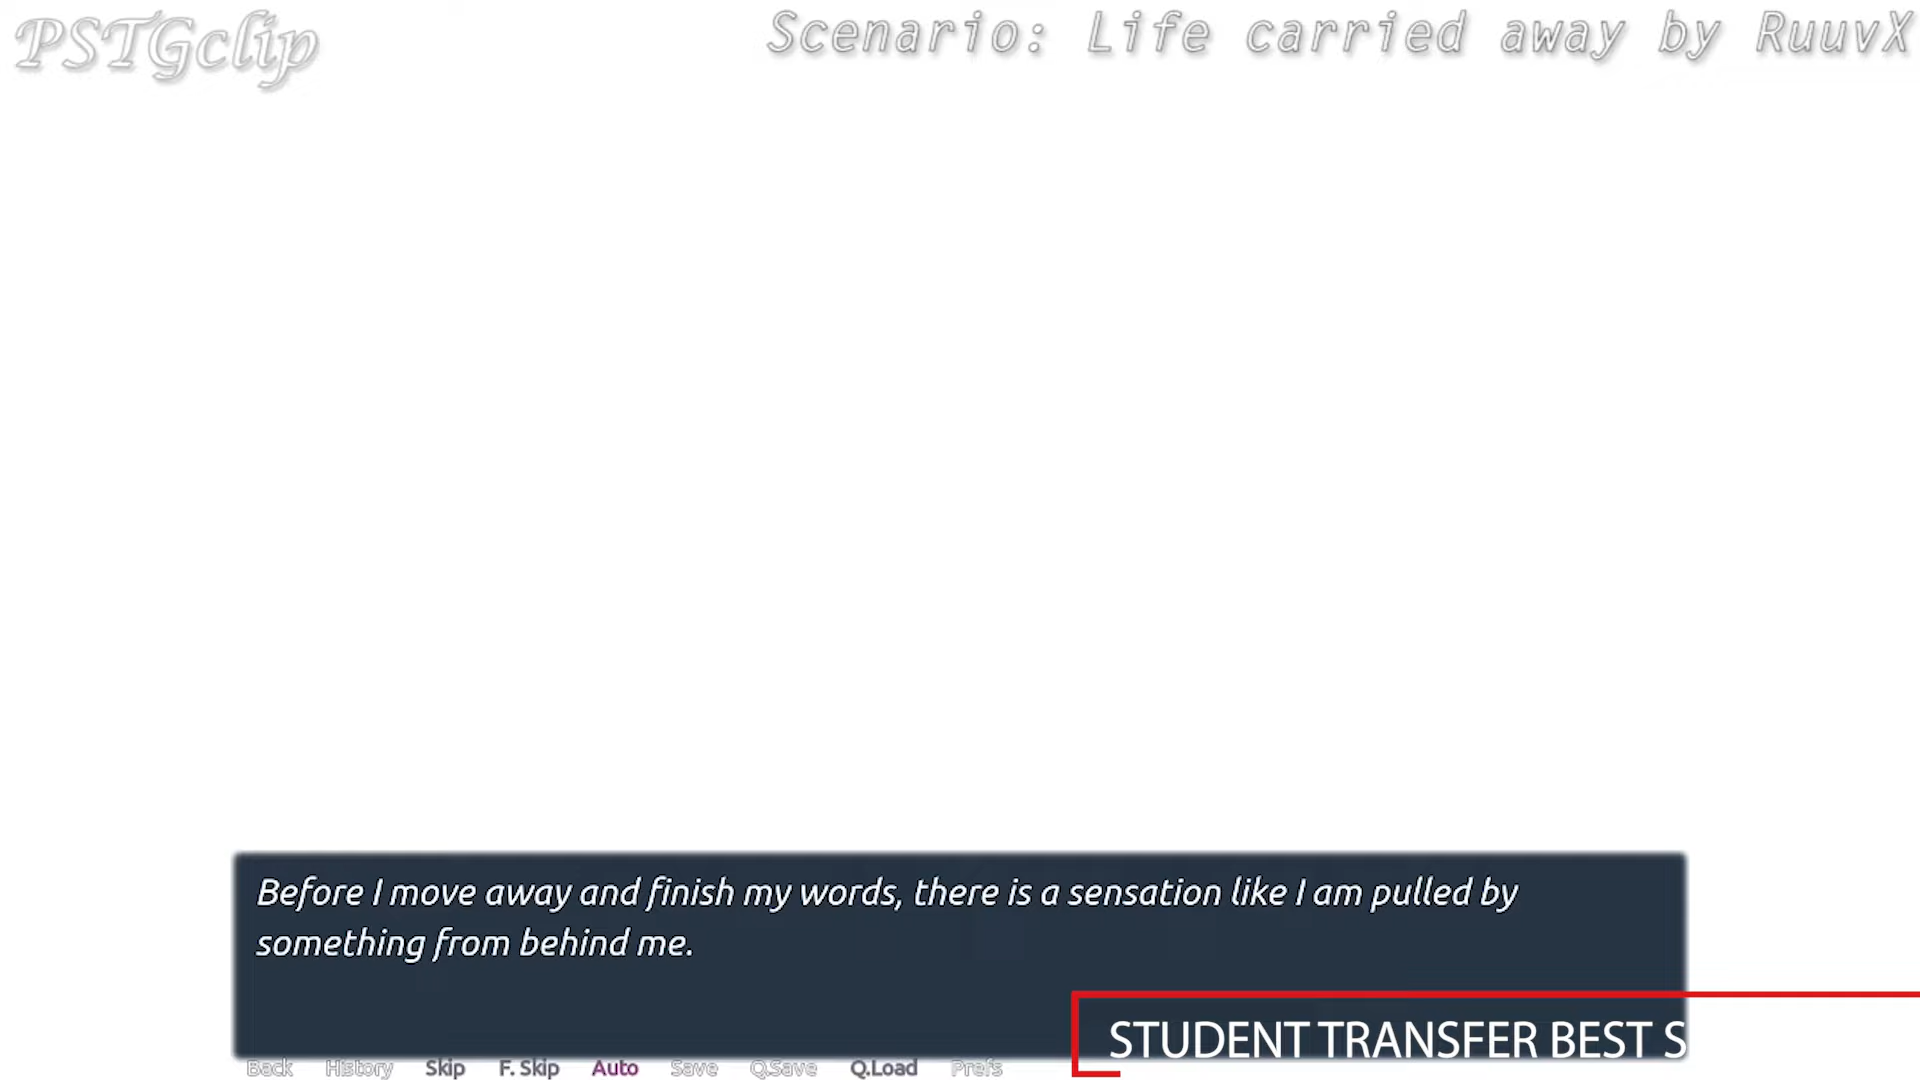 PSTGclip
Scenario: Life carried away by RuuvX
Before I move away and finish my words, there is a sensation like I am pulled by
something from behind me.
STUDENT TRANSFER BEST S
Back History Skip F. Skip Auto Save Q.Save Q.Load Prefs